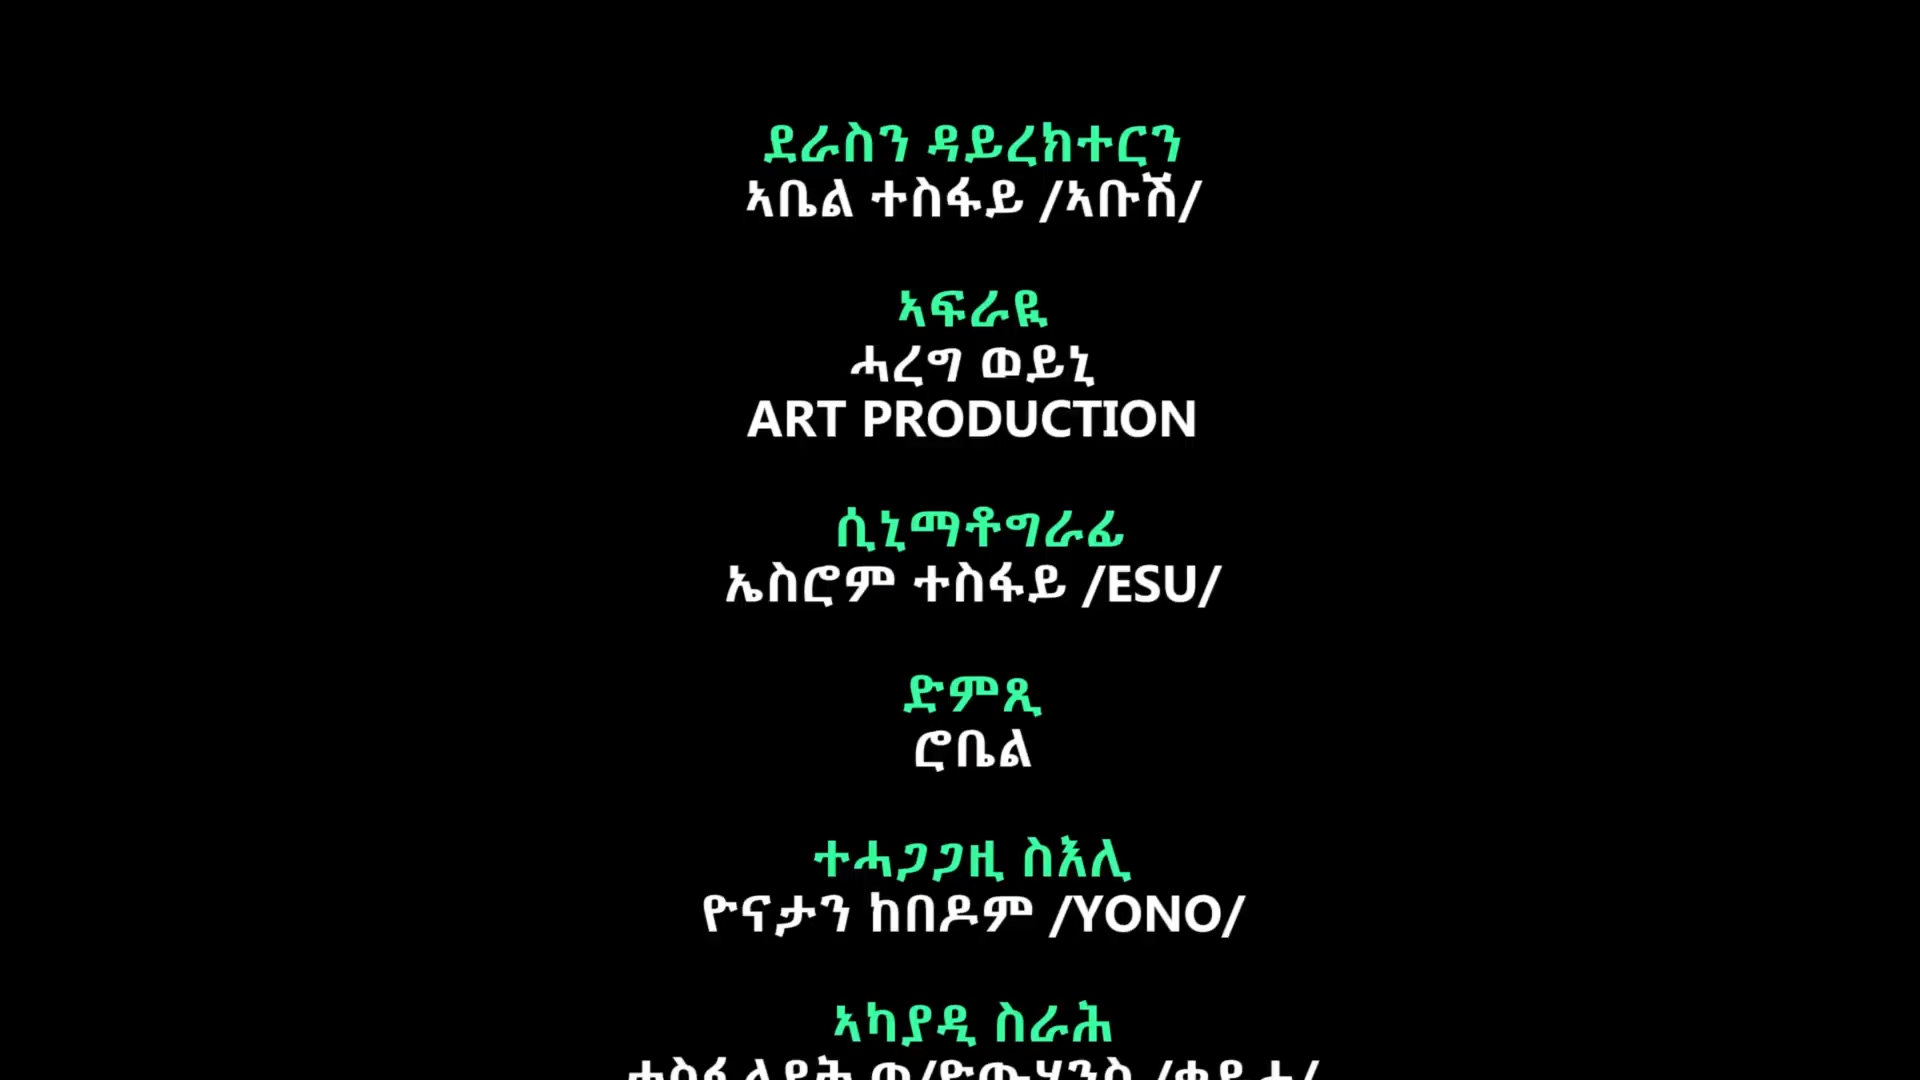 ደራስን ዳይረክተርን
ኣቤል ተስፋይ /ኣቡሽ/
ኣፍራዪ
ሓረግ ወይኒ
ART PRODUCTION
ሲኒማቶግራፊ
ኤስሮም ተስፋይ /ESU/
ድምጺ
ሮቤል
ተሓጋጋዚ ስእሊ
ዮናታን ከበዶም /YONO/
ኣካያዲ ስራሕ